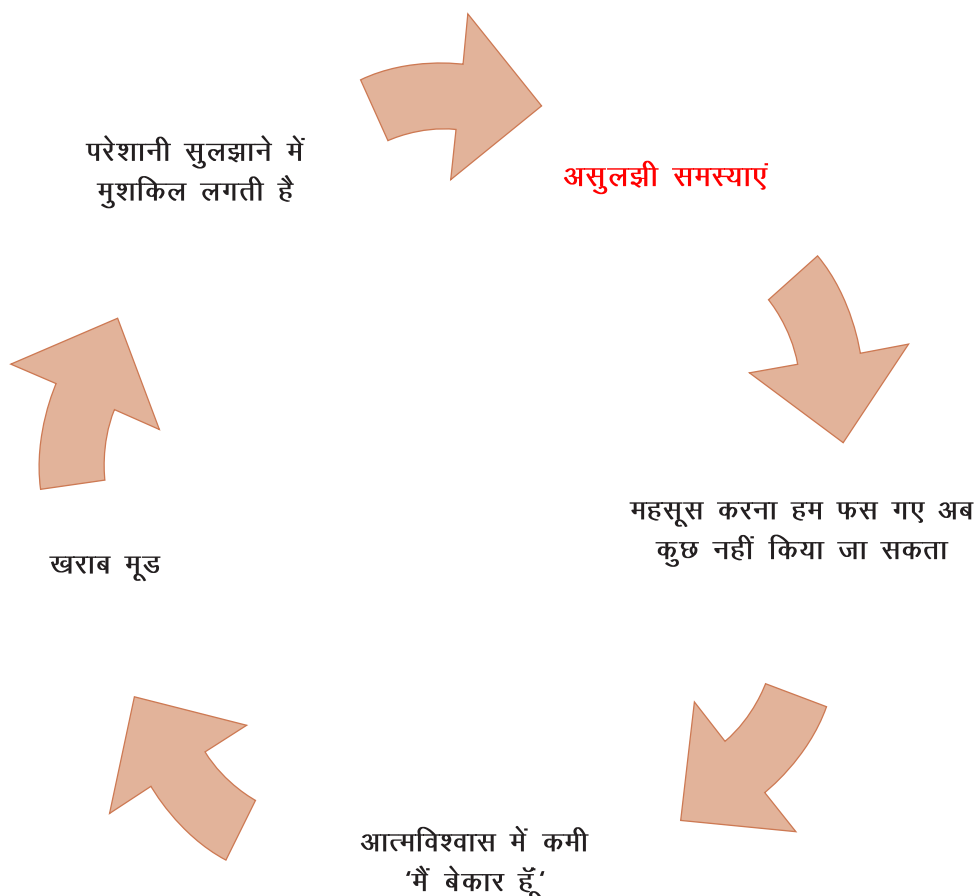 परेशानी सुलझाने में
मुशकिल लगती है
असुलझी समस्याएं
महसूस करना हम फस गए अब
कुछ नहीं किया जा सकता
खराब मूड
आत्मविश्वास में कमी
‘मैं बेकार हूॅं‘